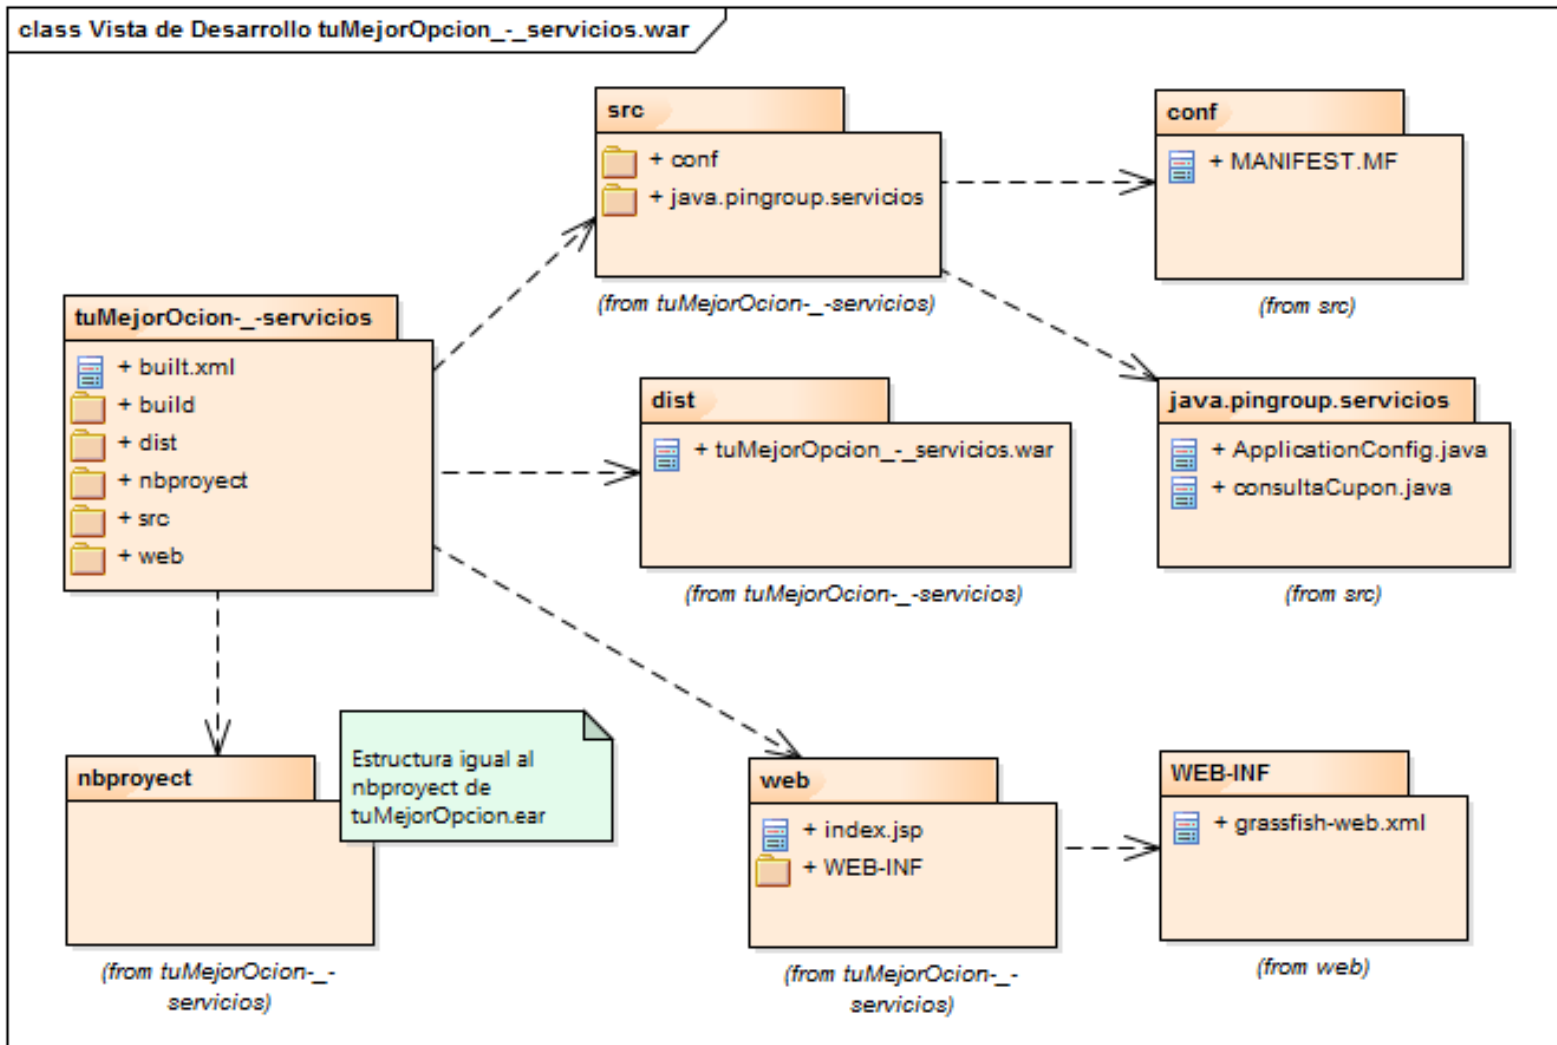 class Vista de Desarrollo tuMejorOpcion_-_servicios.war
src
+ conf
+ java.pingroup.servicios
(from tuMejorOcion-_-servicios)
conf
+ MANIFEST.MF
(from src)
tuMejorOcion-_-servicios
+ built.xml
+ build
+ dist
+ nbproyect
+ src
+ web
dist
+ tuMejorOpcion_-_servicios.war
(from tuMejorOcion-_-servicios)
java.pingroup.servicios
+ ApplicationConfig.java
+ consultaCupon.java
(from src)
nbproyect
(from tuMejorOcion-_-
servicios)
Estructura igual al
nbproyect de
tuMejorOpcion.ear
web
+ index.jsp
+ WEB-INF
(from tuMejorOcion-_-
servicios)
WEB-INF
+ grassfish-web.xml
(from web)